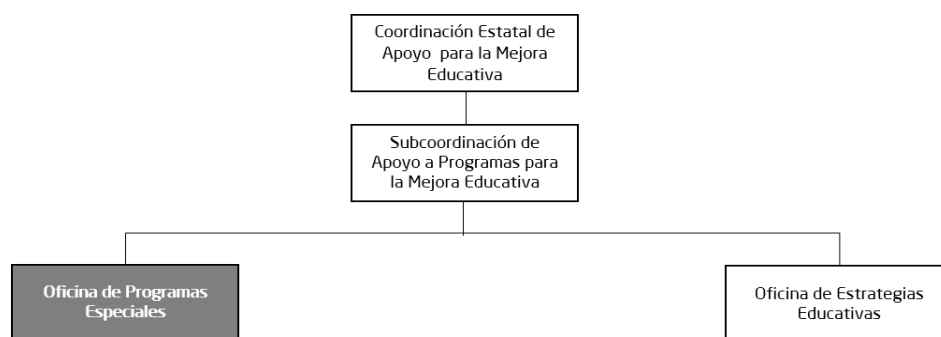 Coordinación Estatal de
Apoyo para la Mejora
Educativa
Subcoordinación de
Apoyo a Programas para
la Mejora Educativa
Oficina de Programas
Especiales
Oficina de Estrategias
Educativas